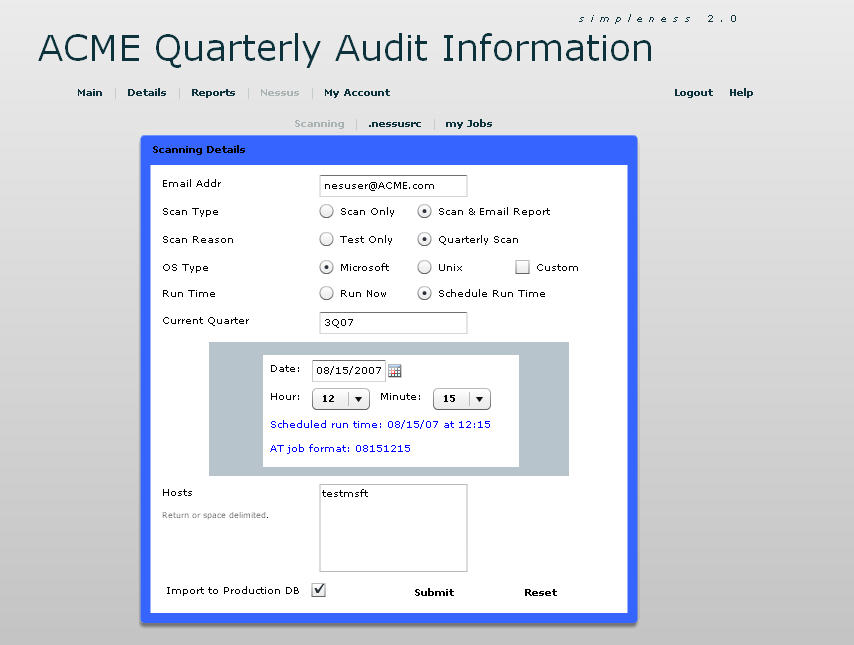 simpleness 2.0
ACME Quarterly Audit Information
Main Details Reports Nessus My Account Logout Help
Scanning .nessusrc my Jobs
Scanning Details
Email Addr nesuser@ACME.com
Scan Type Scan Only Scan & Email Report
Scan Reason Test Only Quarterly Scan
OS Type Microsoft Unix Custom
Run Time Run Now Schedule Run Time
Current Quarter 3Q07
Date: 08/15/2007
Hour: 12 Minute: 15
Scheduled run time: 08/15/07 at 12:15
AT job format: 08151215
Hosts testmsft
Return or space delimited.
Import to Production DB Submit Reset